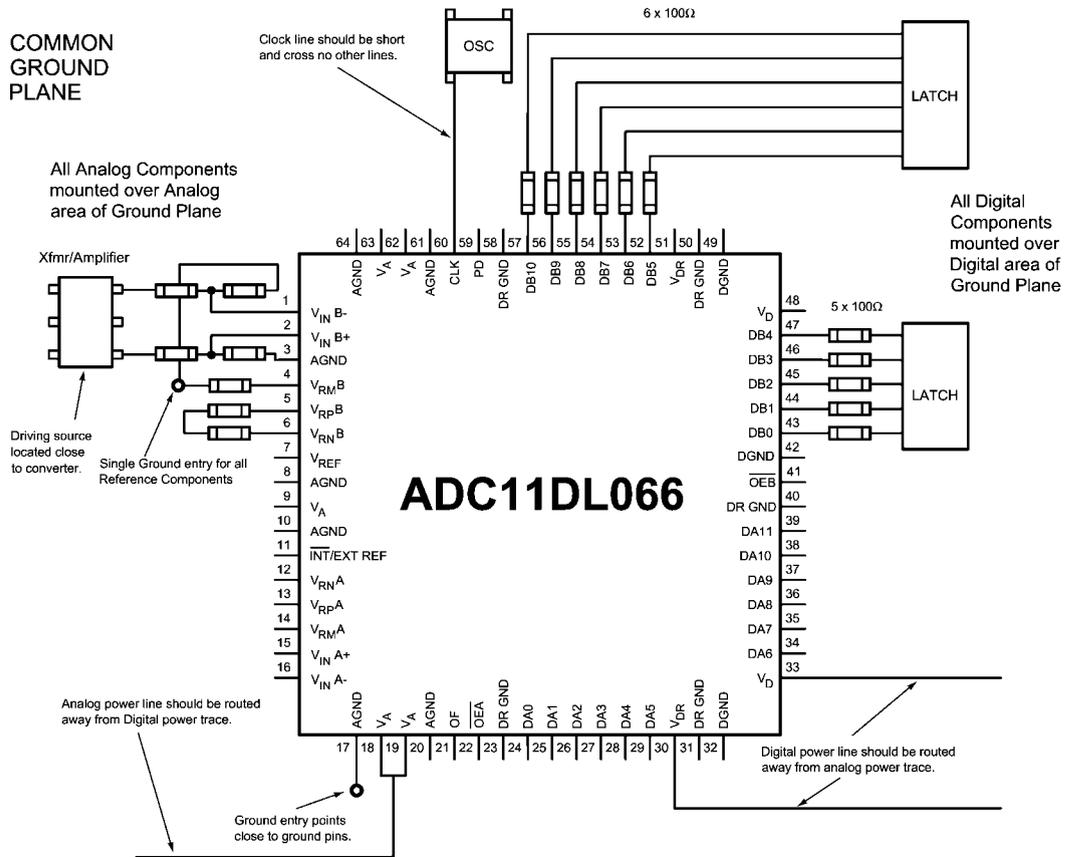 COMMON
GROUND
PLANE
Clock line should be short
and cross no other lines.
OSC
6 x 100Ω
LATCH
All Analog Components
mounted over Analog
area of Ground Plane
All Digital
Components
mounted over
Digital area of
Ground Plane
Xfmr/Amplifier
64 63 62 61 60 59 58 57 56 55 54 53 52 51 50 49
AGND
VA
VA
AGND
CLK
PD
DR GND
DB10
DB9
DB8
DB7
DB6
DB5
VDR
DR GND
DGND
1 VIN B-
2 VIN B+
3 AGND
4 VRMB
5 VRPB
6 VRNB
7 VREF
8 AGND
9 VA
10 AGND
11 INT/EXT REF
12 VRNA
13 VRPA
14 VRMA
15 VIN A+
16 VIN A-
Driving source
located close
to converter.
Single Ground entry for all
Reference Components
ADC11DL066
5 x 100Ω
LATCH
VD 48
DB4 47
DB3 46
DB2 45
DB1 44
DB0 43
DGND 42
OEB 41
DR GND 40
DA11 39
DA10 38
DA9 37
DA8 36
DA7 35
DA6 34
VD 33
AGND
VA
VA
AGND
OF
OEA
DR GND
DA0
DA1
DA2
DA3
DA4
DA5
VDR
DR GND
DGND
17 18 19 20 21 22 23 24 25 26 27 28 29 30 31 32
Analog power line should be routed
away from Digital power trace.
Ground entry points
close to ground pins.
Digital power line should be routed
away from analog power trace.